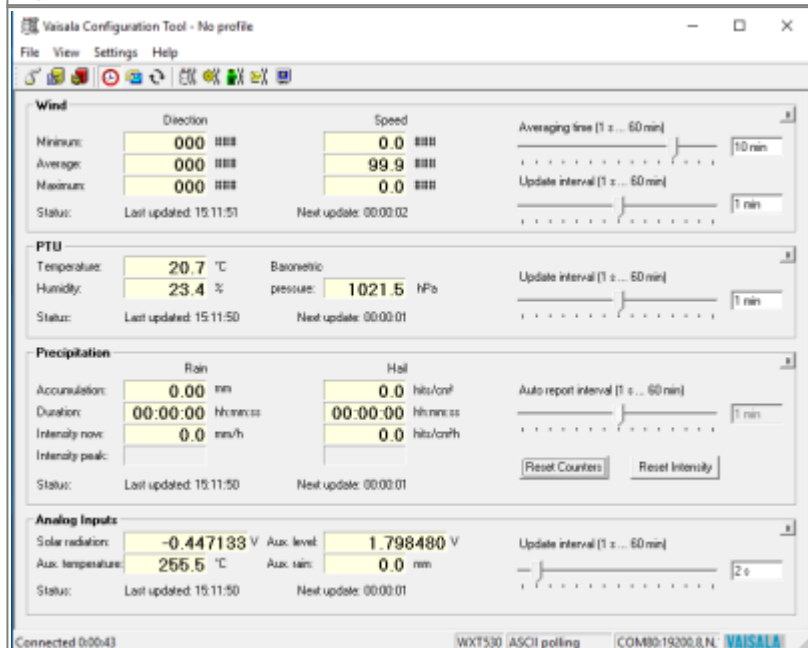 Vaisala Configuration Tool - No profile
File View Settings Help
Wind
Direction Speed
Minimum: 000 ### 0.0 ###
Average: 000 ### 99.9 ###
Maximum: 000 ### 0.0 ###
Status: Last updated: 15:11:51 Next update: 00:00:02
Averaging time (1 s ... 60 min)
10 min
Update interval (1 s ... 60 min)
1 min
PTU
Temperature: 20.7 °C Barometric
Humidity: 23.4 % pressure: 1021.5 hPa
Status: Last updated: 15:11:50 Next update: 00:00:01
Update interval (1 s ... 60 min)
1 min
Precipitation
Rain Hail
Accumulation: 0.00 mm 0.0 hits/cm²
Duration: 00:00:00 hh:mm:ss 00:00:00 hh:mm:ss
Intensity now: 0.0 mm/h 0.0 hits/cm²h
Intensity peak:
Status: Last updated: 15:11:50 Next update: 00:00:01
Auto report interval (1 s ... 60 min)
1 min
Reset Counters Reset Intensity
Analog Inputs
Solar radiation: -0.447133 V Aux. level: 1.798480 V
Aux. temperature: 255.5 °C Aux. rain: 0.0 mm
Status: Last updated: 15:11:50 Next update: 00:00:01
Update interval (1 s ... 60 min)
2 s
Connected 0:00:43 WXT530 ASCII polling COM80:19200,8,N, VAISALA